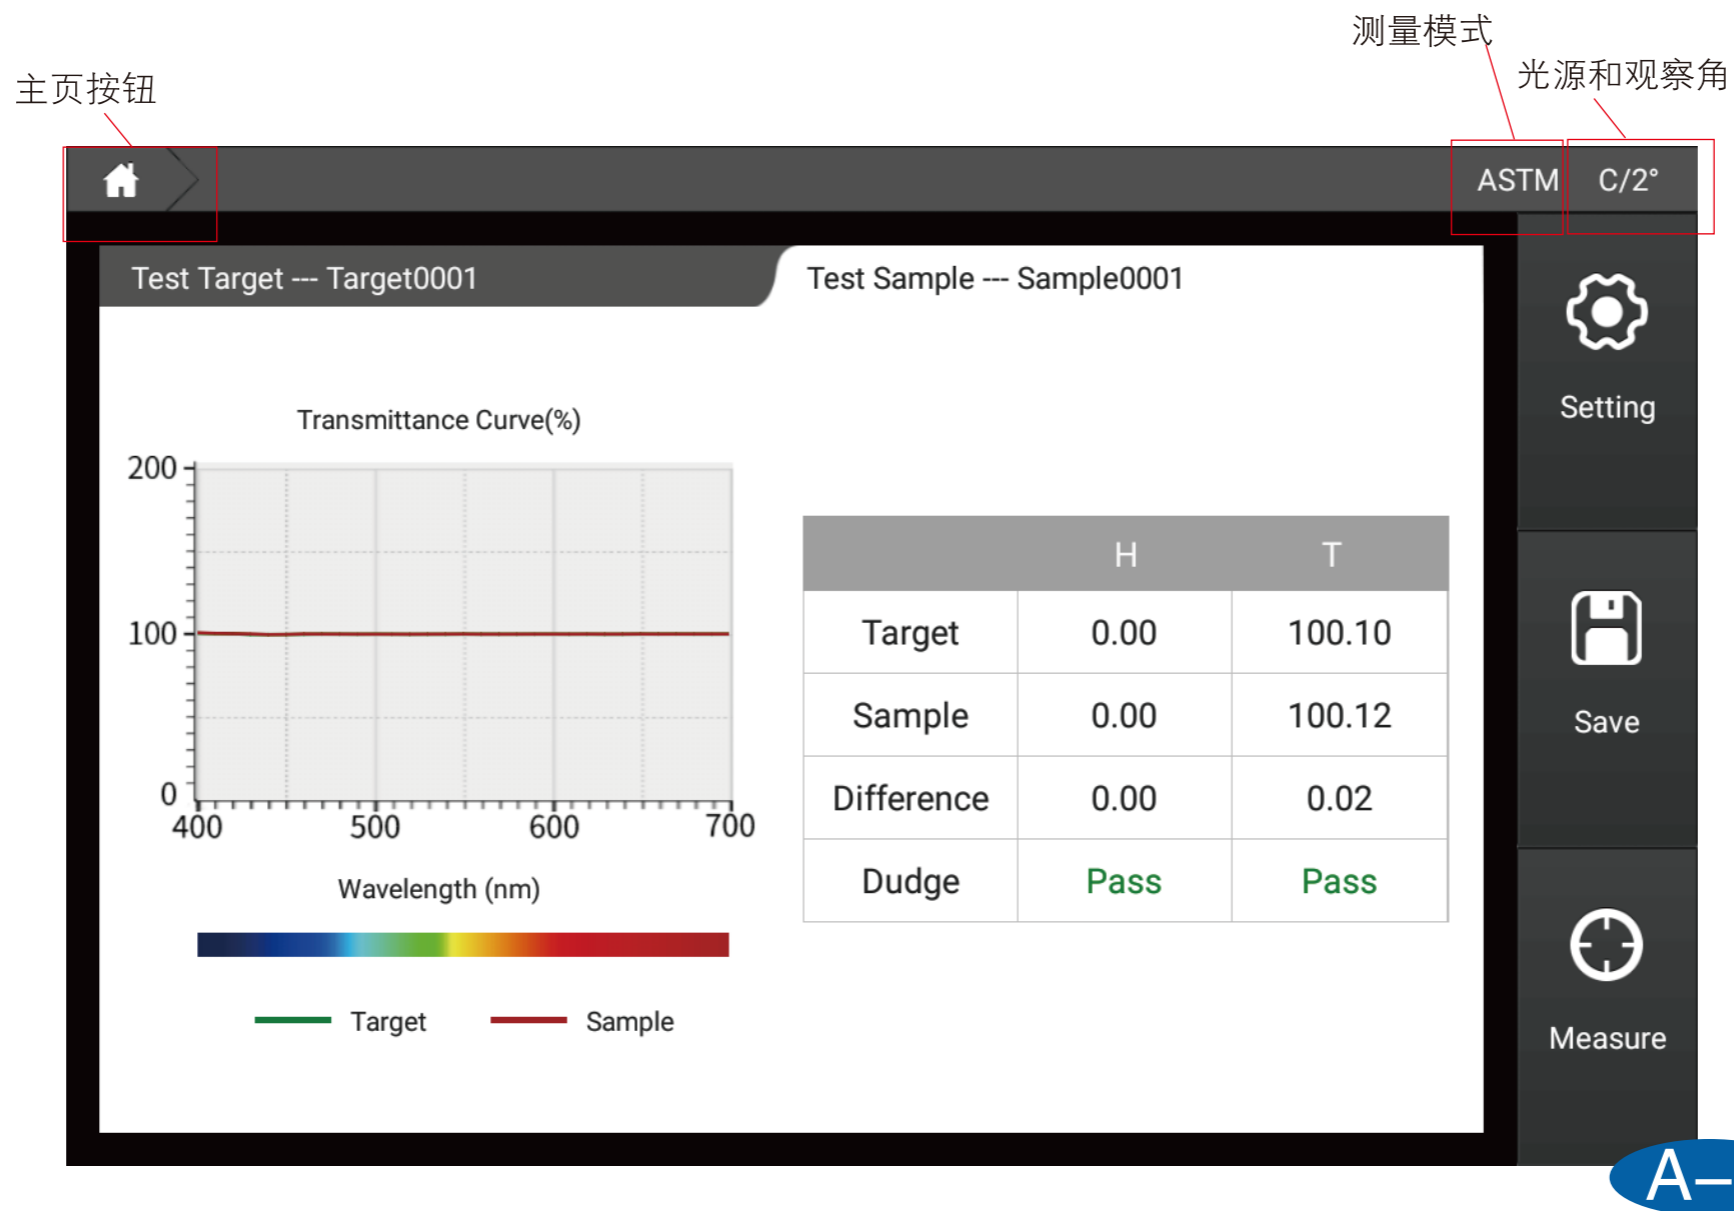 测量模式
光源和观察角
主页按钮
ASTM C/2°
Test Target --- Target0001
Test Sample --- Sample0001
Setting
Transmittance Curve(%)
200
100
0
400 500 600 700
Wavelength (nm)
Target Sample
H T
Target 0.00 100.10
Sample 0.00 100.12
Difference 0.00 0.02
Dudge Pass Pass
Save
Measure
A–